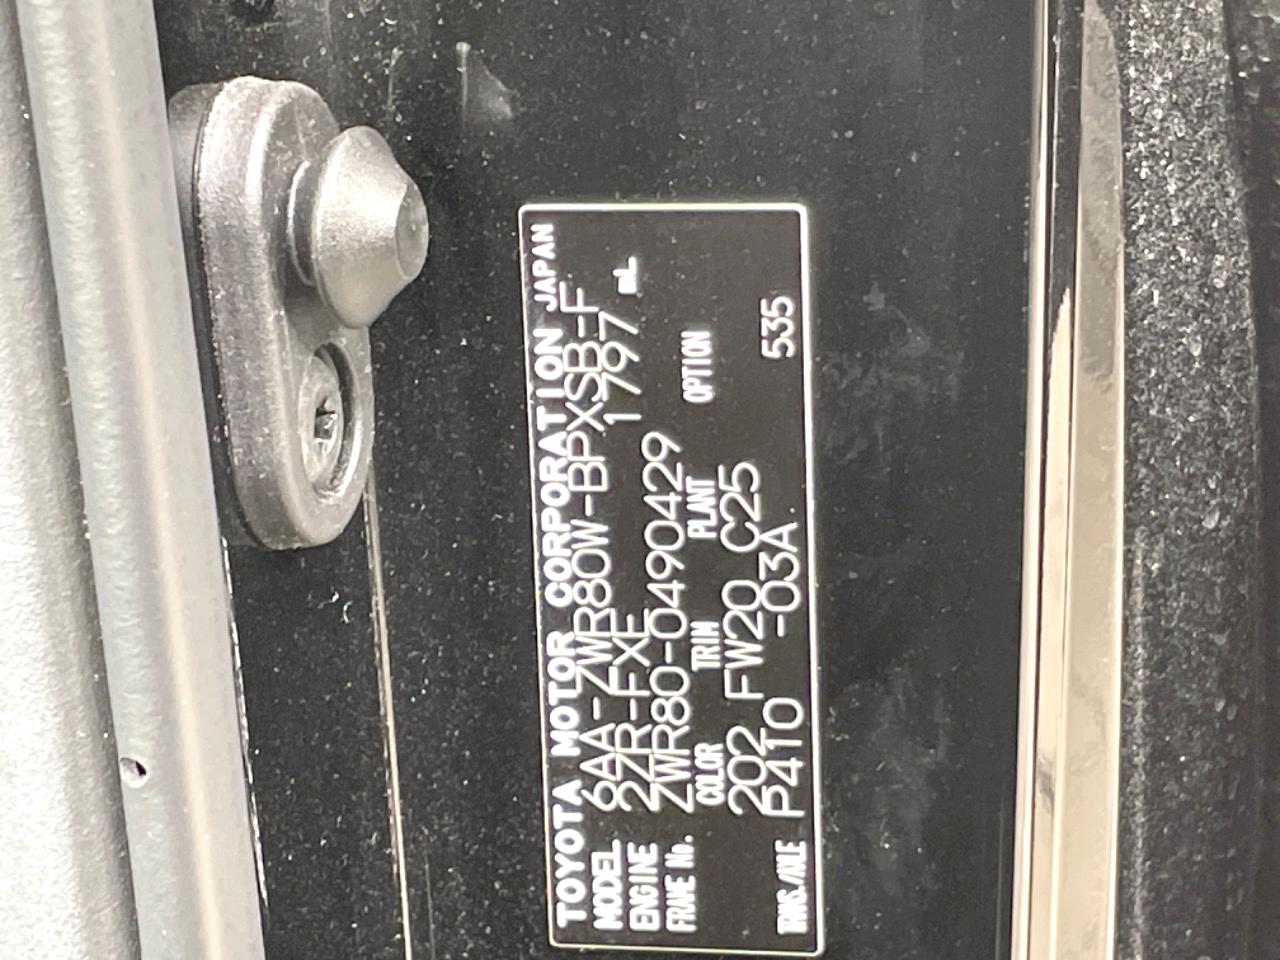 TOYOTA MOTOR CORPORATION JAPAN
MODEL 6AA-ZWR80W-BPXSB-F
ENGINE 2ZR-FXE 1797 mL
FRAME No. ZWR80-0490429
COLOR TRIM PLANT OPTION
202 FW20 C25
TRNS./AXLE P410 -03A 535